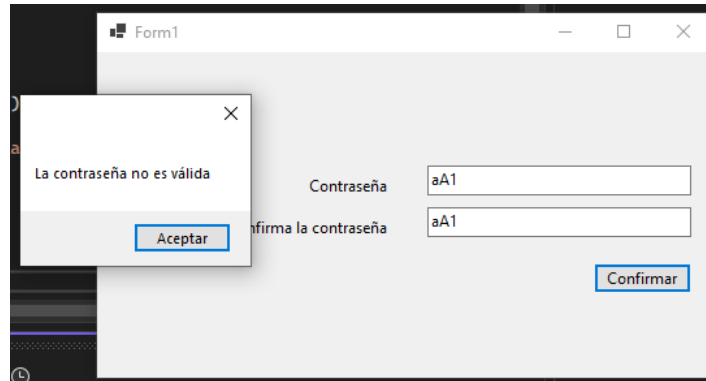 Form1
La contraseña no es válida
Aceptar
Contraseña
aA1
nfirma la contraseña
aA1
Confirmar